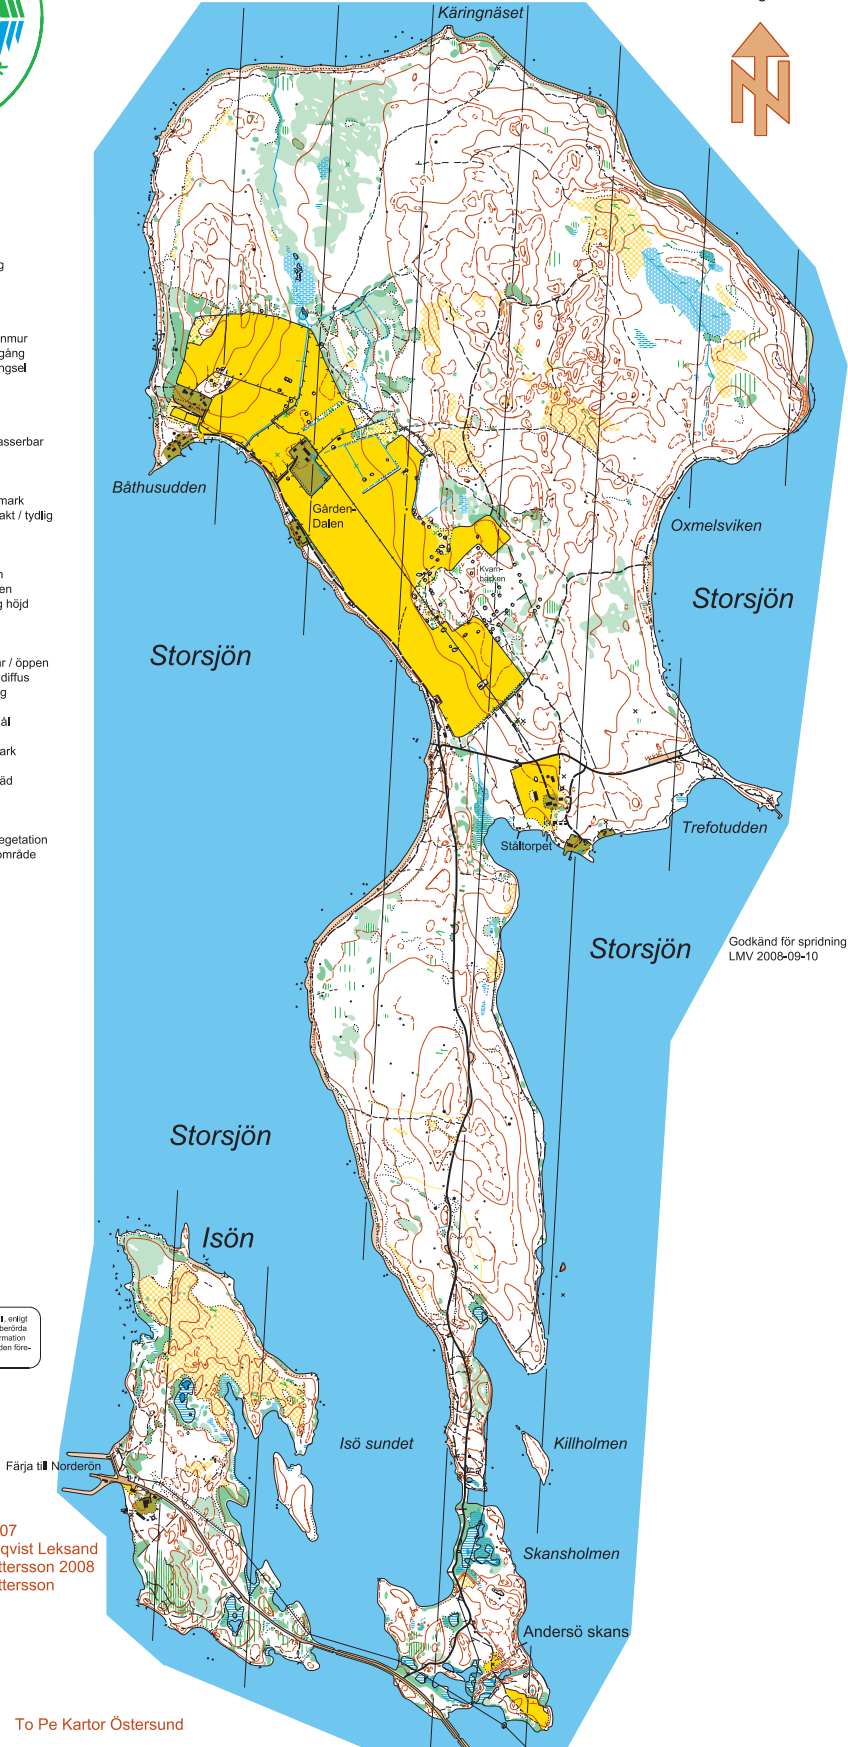 Käringnäset
g
nmur
gång
ngsel
asserbar
Båthusudden
mark
akt / tydlig
Gården-
Dalen
Oxmelsviken
n
en
g höjd
Kvarn-
backen
Storsjön
Storsjön
r / öppen
diffus
g
ål
ark
äd
Trefotudden
Ståltorpet
egetation
område
Storsjön
Godkänd för spridning
LMV 2008-09-10
Storsjön
Isön
l, enligt
berörda
rmation
den före-
Isö sundet
Killholmen
Färja till Norderön
07
qvist Leksand
ttersson 2008
ttersson
Skansholmen
Andersö skans
To Pe Kartor Östersund